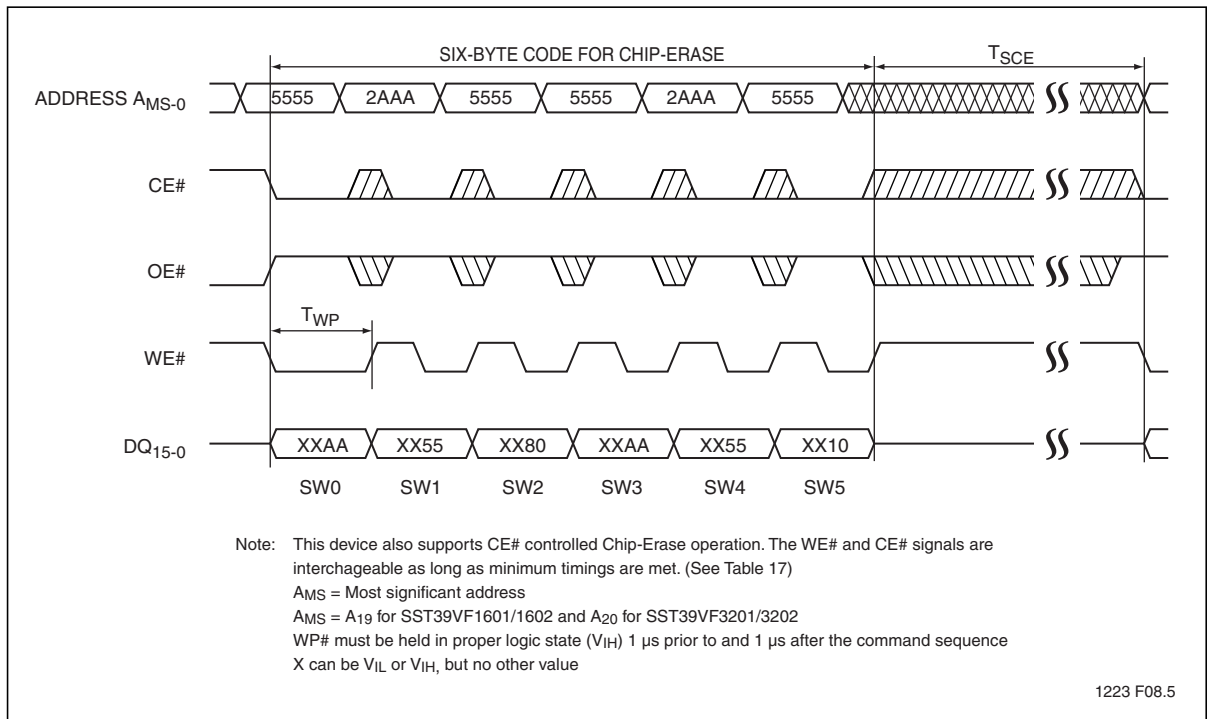 SIX-BYTE CODE FOR CHIP-ERASE
TSCE
ADDRESS AMS-0
5555 2AAA 5555 5555 2AAA 5555
CE#
OE#
TWP
WE#
DQ15-0
XXAA XX55 XX80 XXAA XX55 XX10
SW0 SW1 SW2 SW3 SW4 SW5
Note: This device also supports CE# controlled Chip-Erase operation. The WE# and CE# signals are
interchageable as long as minimum timings are met. (See Table 17)
AMS = Most significant address
AMS = A19 for SST39VF1601/1602 and A20 for SST39VF3201/3202
WP# must be held in proper logic state (VIH) 1 µs prior to and 1 µs after the command sequence
X can be VIL or VIH, but no other value
1223 F08.5